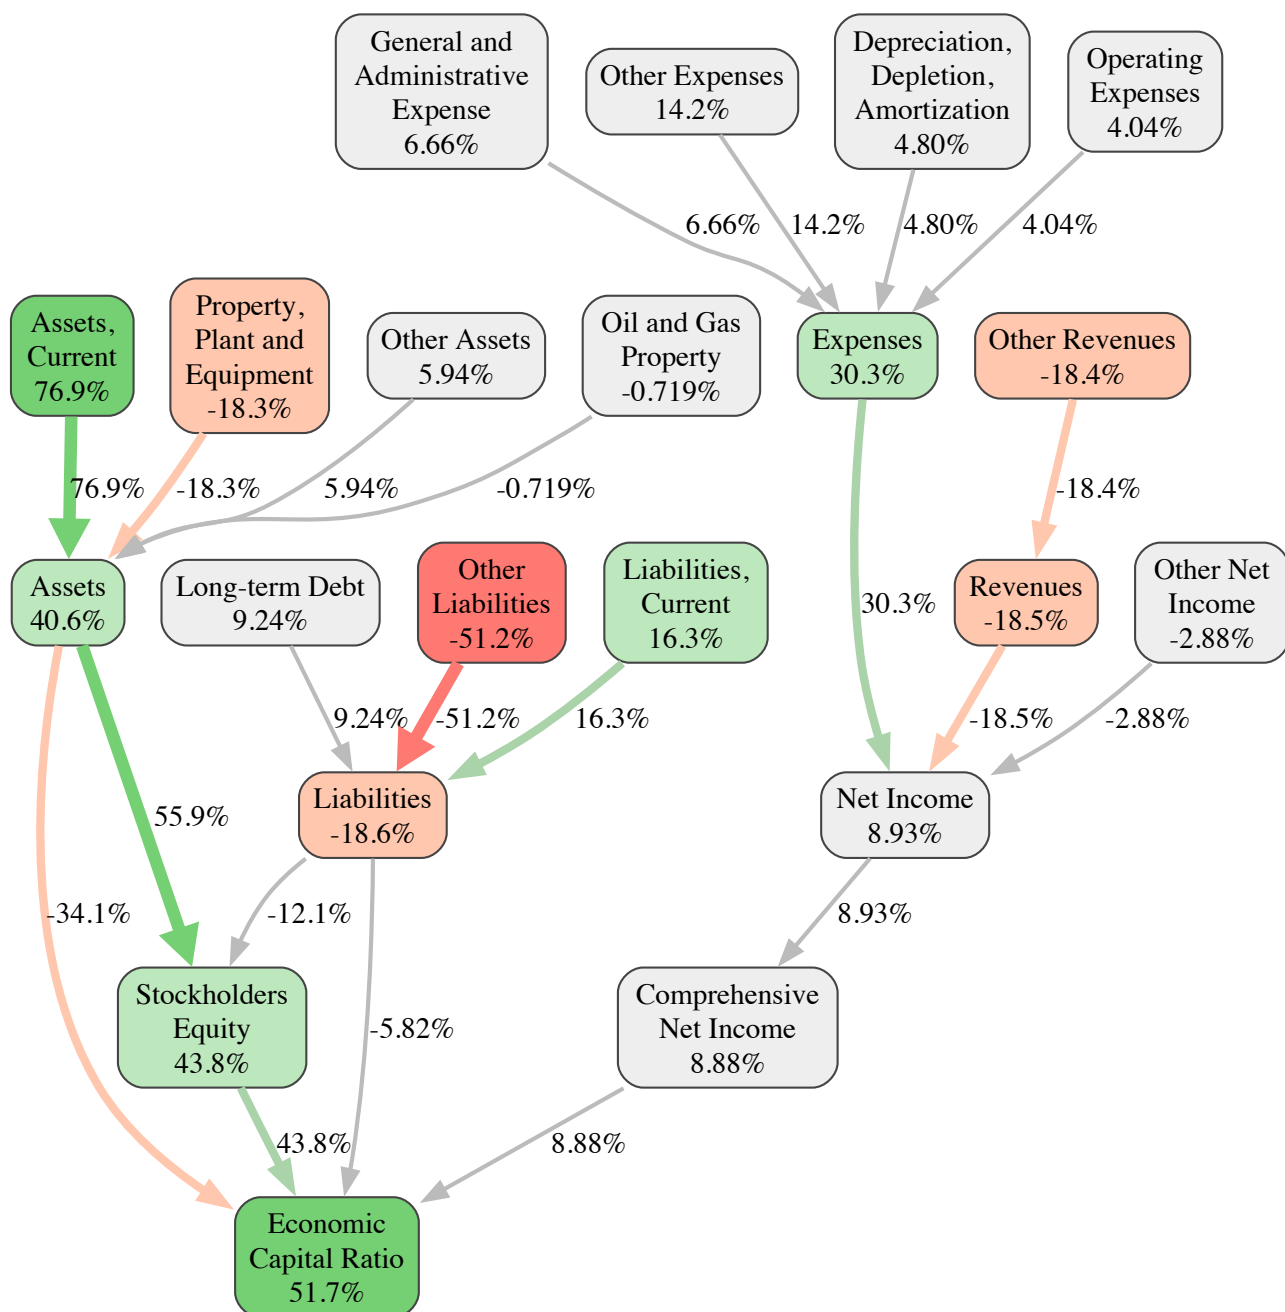 General and
Administrative
Expense
6.66%
Other Expenses
14.2%
Depreciation,
Depletion,
Amortization
4.80%
Operating
Expenses
4.04%
6.66%
14.2%
4.80%
4.04%
Assets,
Current
76.9%
Property,
Plant and
Equipment
-18.3%
Other Assets
5.94%
Oil and Gas
Property
-0.719%
Expenses
30.3%
Other Revenues
-18.4%
76.9%
-18.3%
5.94%
-0.719%
-18.4%
Assets
40.6%
Long-term Debt
9.24%
Other
Liabilities
-51.2%
Liabilities,
Current
16.3%
30.3%
Revenues
-18.5%
Other Net
Income
-2.88%
9.24%
-51.2%
16.3%
-18.5%
-2.88%
55.9%
Liabilities
-18.6%
Net Income
8.93%
-34.1%
-12.1%
8.93%
Stockholders
Equity
43.8%
-5.82%
Comprehensive
Net Income
8.88%
43.8%
8.88%
Economic
Capital Ratio
51.7%